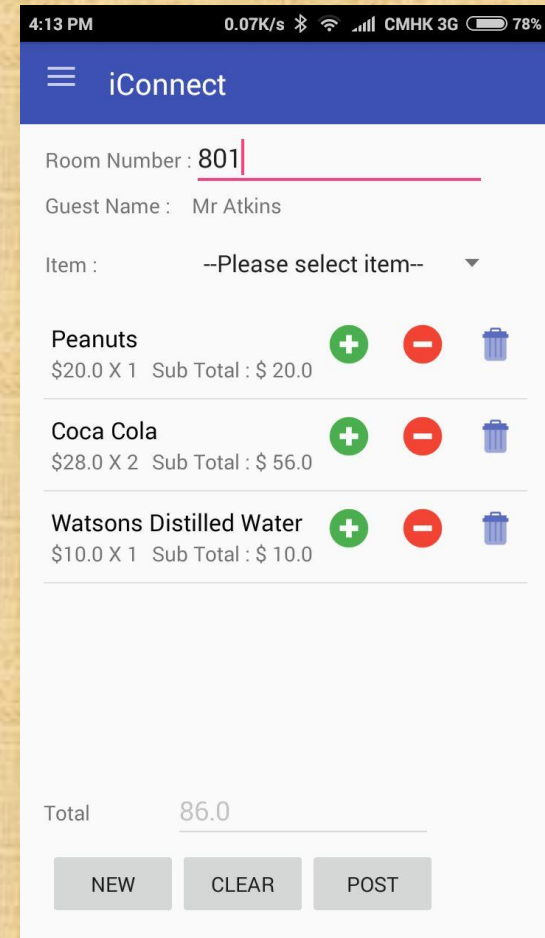 4:13 PM 0.07K/s CMHK 3G 78%
iConnect
Room Number : 801
Guest Name : Mr Atkins
Item : --Please select item--
Peanuts
$20.0 X 1 Sub Total : $ 20.0
Coca Cola
$28.0 X 2 Sub Total : $ 56.0
Watsons Distilled Water
$10.0 X 1 Sub Total : $ 10.0
Total 86.0
NEW CLEAR POST